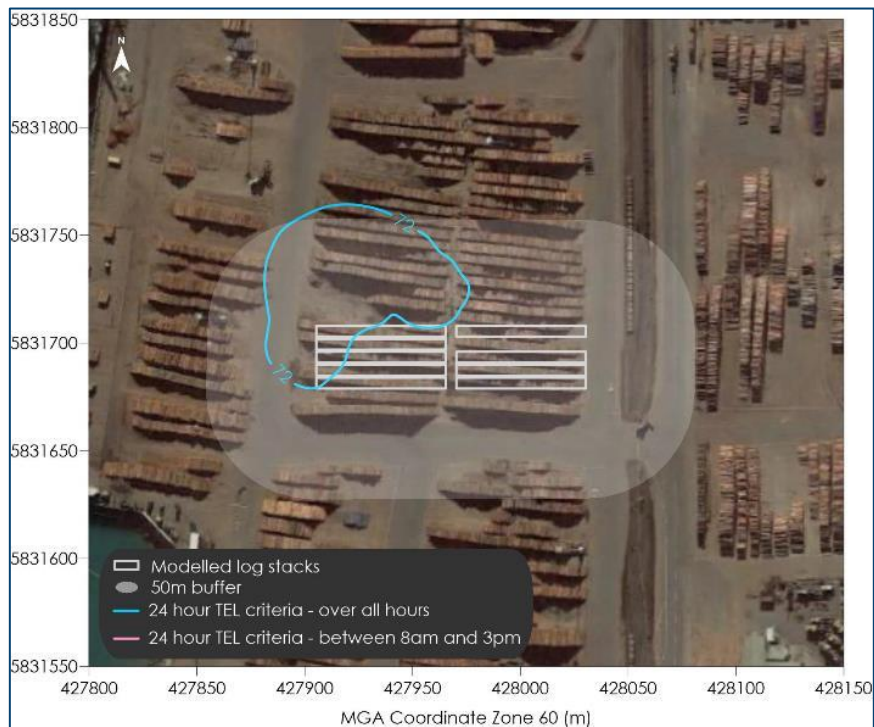 5831850
N
5831800
5831750
72
5831700
72
5831650
5831600
Modelled log stacks
50m buffer
24 hour TEL criteria - over all hours
24 hour TEL criteria - between 8am and 3pm
5831550
427800 427850 427900 427950 428000 428050 428100 428150
MGA Coordinate Zone 60 (m)